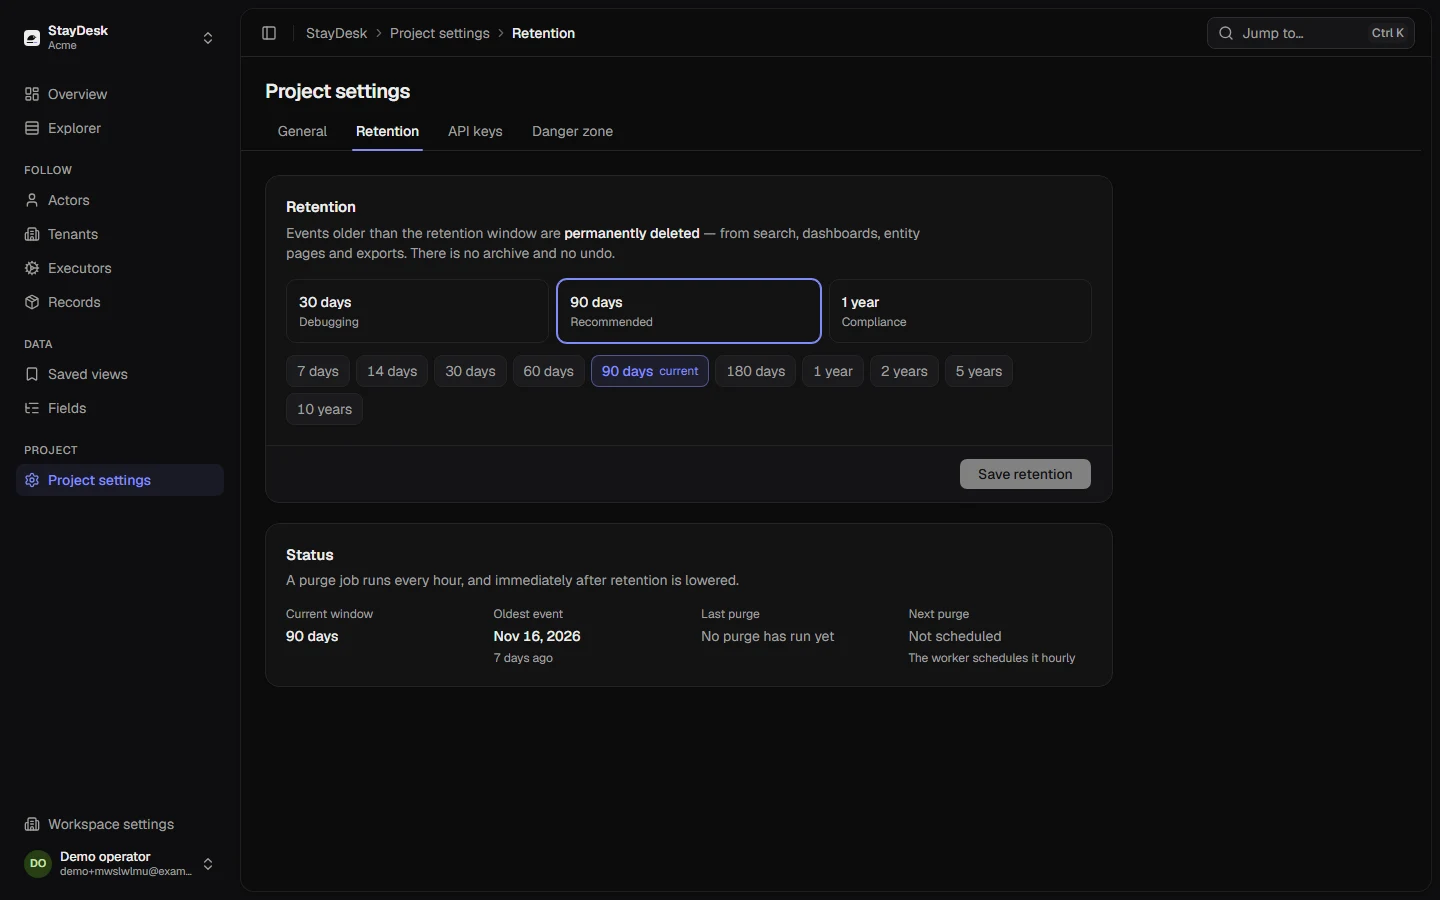 StayDesk
Acme
Overview
Explorer
FOLLOW
Actors
Tenants
Executors
Records
DATA
Saved views
Fields
PROJECT
Project settings
Workspace settings
DO
Demo operator
demo+mwslwlmu@exam...
StayDesk > Project settings > Retention
Jump to...
Ctrl K
Project settings
General
Retention
API keys
Danger zone
Retention
Events older than the retention window are permanently deleted — from search, dashboards, entity
pages and exports. There is no archive and no undo.
30 days
Debugging
90 days
Recommended
1 year
Compliance
7 days
14 days
30 days
60 days
90 days current
180 days
1 year
2 years
5 years
10 years
Save retention
Status
A purge job runs every hour, and immediately after retention is lowered.
Current window
90 days
Oldest event
Nov 16, 2026
7 days ago
Last purge
No purge has run yet
Next purge
Not scheduled
The worker schedules it hourly